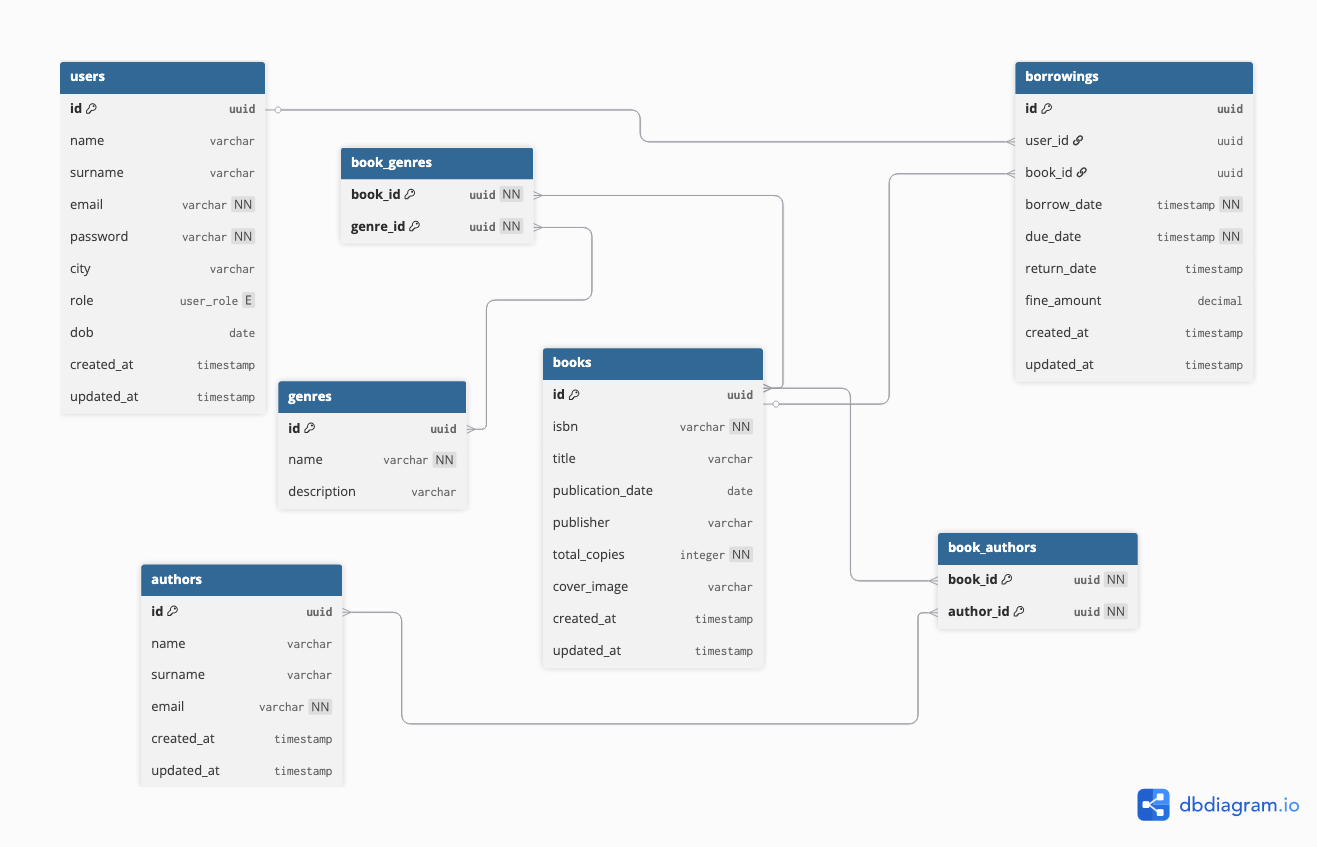 users
id uuid
name varchar
surname varchar
email varchar NN
password varchar NN
city varchar
role user_role E
dob date
created_at timestamp
updated_at timestamp
book_genres
book_id uuid NN
genre_id uuid NN
borrowings
id uuid
user_id uuid
book_id uuid
borrow_date timestamp NN
due_date timestamp NN
return_date timestamp
fine_amount decimal
created_at timestamp
updated_at timestamp
genres
id uuid
name varchar NN
description varchar
books
id uuid
isbn varchar NN
title varchar
publication_date date
publisher varchar
total_copies integer NN
cover_image varchar
created_at timestamp
updated_at timestamp
authors
id uuid
name varchar
surname varchar
email varchar NN
created_at timestamp
updated_at timestamp
book_authors
book_id uuid NN
author_id uuid NN
dbdiagram.io